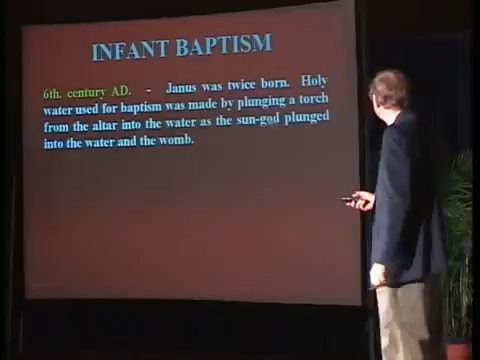 INFANT BAPTISM
6th. century AD. - Janus was twice born. Holy
water used for baptism was made by plunging a torch
from the altar into the water as the sun-god plunged
into the water and the womb.